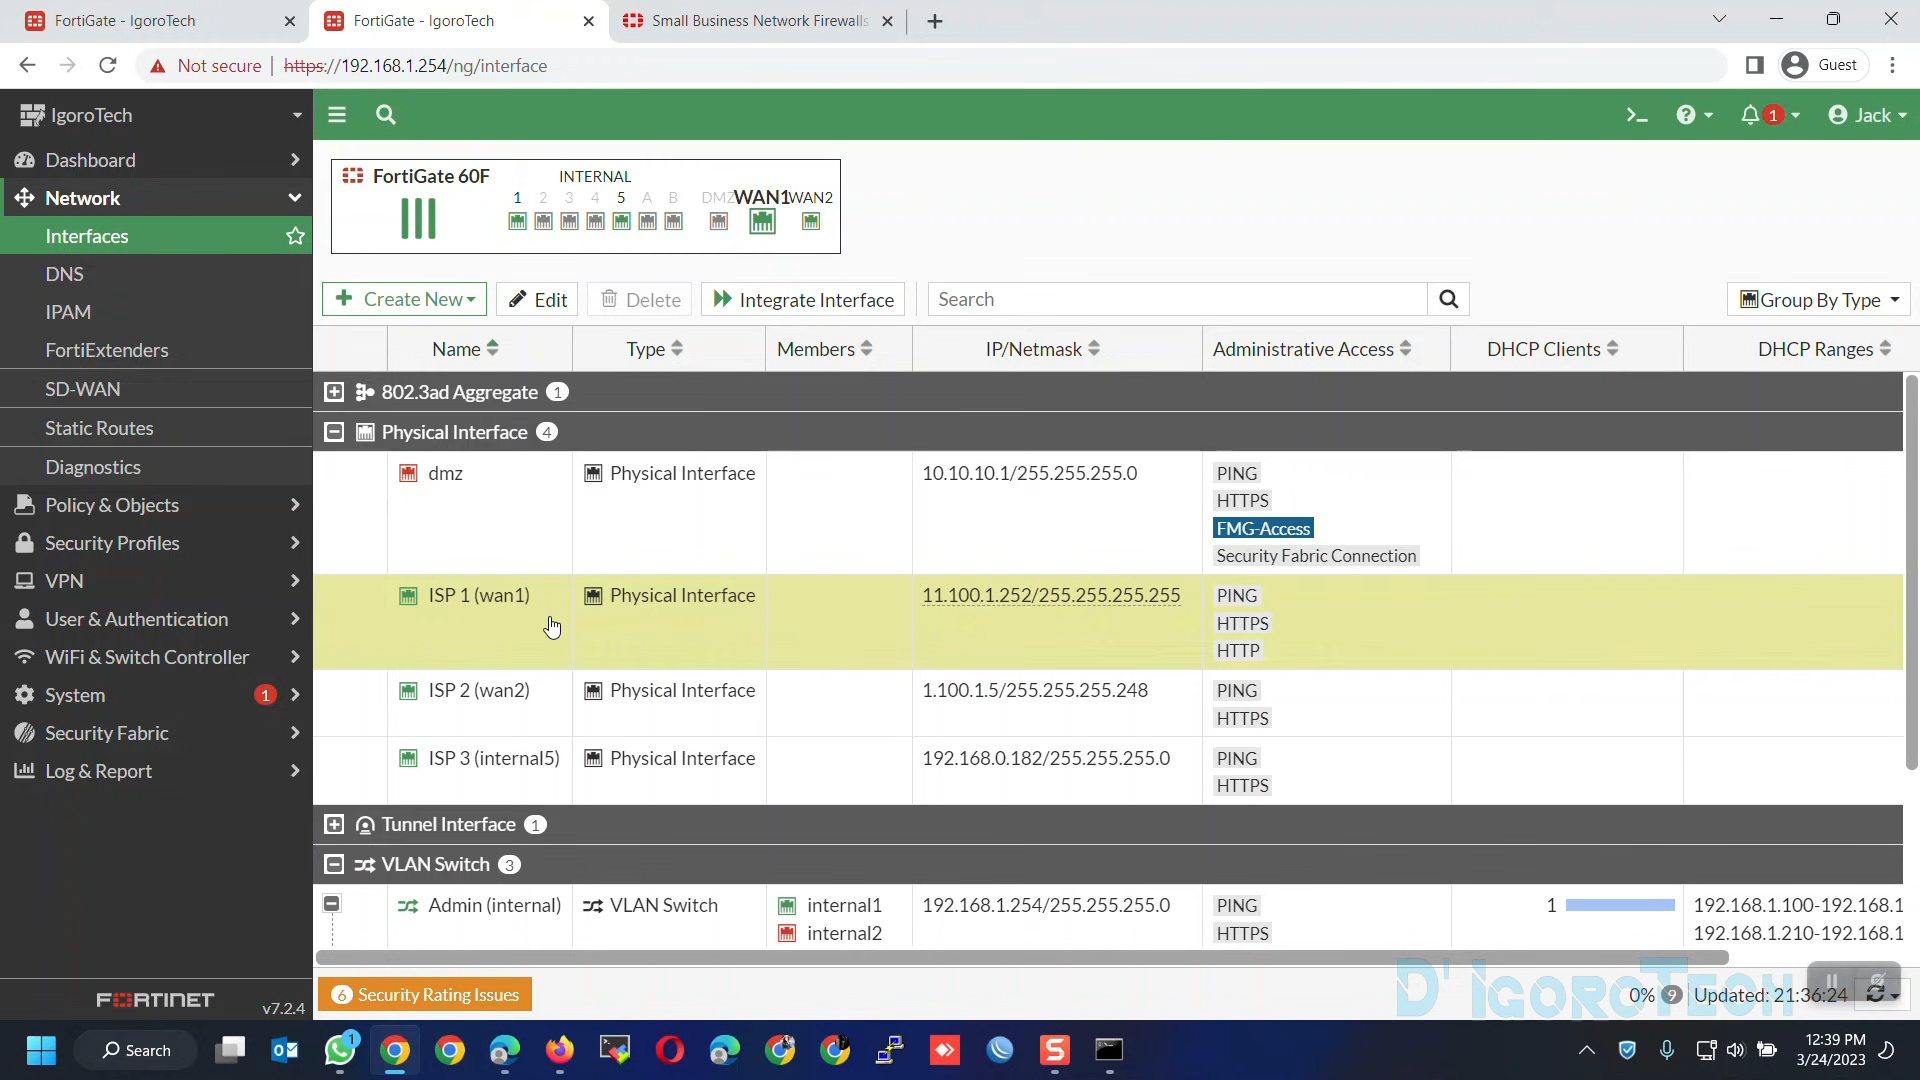 FortiGate - IgoroTech
FortiGate - IgoroTech
Small Business Network Firewalls
Not secure | https://192.168.1.254/ng/interface
Guest
IgoroTech
Dashboard
Network
Interfaces
DNS
IPAM
FortiExtenders
SD-WAN
Static Routes
Diagnostics
Policy & Objects
Security Profiles
VPN
User & Authentication
WiFi & Switch Controller
System 1
Security Fabric
Log & Report
FORTINET v7.2.4
>_ ? 1 Jack
FortiGate 60F INTERNAL
1 2 3 4 5 A B DMZ WAN1 WAN2
+ Create New Edit Delete Integrate Interface Search Group By Type
Name Type Members IP/Netmask Administrative Access DHCP Clients DHCP Ranges
802.3ad Aggregate 1
Physical Interface 4
dmz Physical Interface 10.10.10.1/255.255.255.0 PING
HTTPS
FMG-Access
Security Fabric Connection
ISP 1 (wan1) Physical Interface 11.100.1.252/255.255.255.255 PING
HTTPS
HTTP
ISP 2 (wan2) Physical Interface 1.100.1.5/255.255.255.248 PING
HTTPS
ISP 3 (internal5) Physical Interface 192.168.0.182/255.255.255.0 PING
HTTPS
Tunnel Interface 1
VLAN Switch 3
Admin (internal) VLAN Switch internal1 192.168.1.254/255.255.255.0 PING 1 192.168.1.100-192.168.1
internal2 HTTPS 192.168.1.210-192.168.1
6 Security Rating Issues
0% 9 Updated: 21:36:24
D' IGOROTECH
Search
1
12:39 PM
3/24/2023